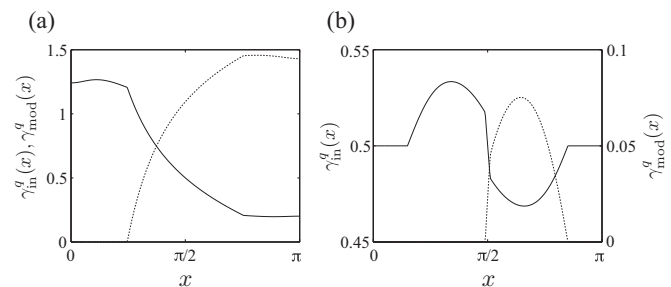 (a)
γ^q_in(x), γ^q_mod(x)
1.5
1
0.5
0
0
π/2
π
x
(b)
γ^q_in(x)
0.55
0.5
0.45
0
π/2
π
x
0.1
0.05
0
γ^q_mod(x)